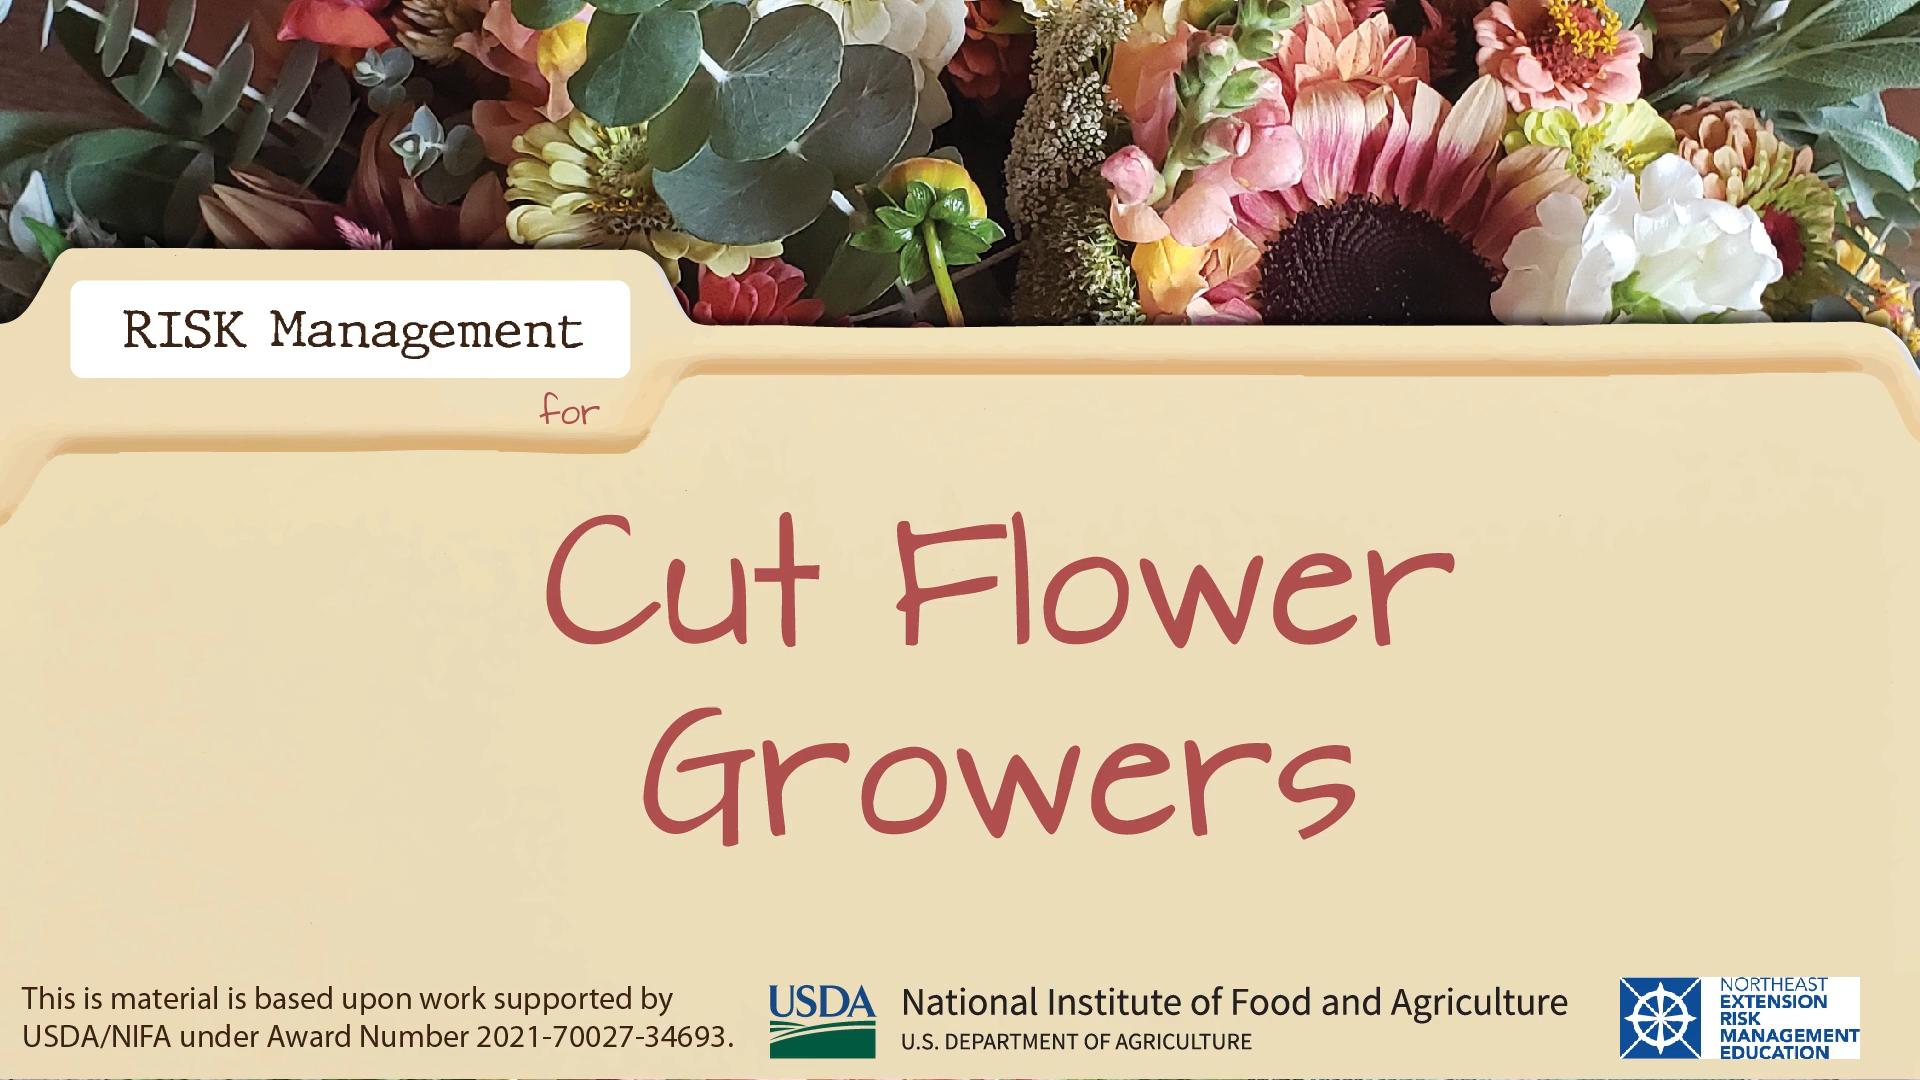 RISK Management
for
Cut Flower
Growers
This is material is based upon work supported by
USDA/NIFA under Award Number 2021-70027-34693.
USDA
National Institute of Food and Agriculture
U.S. DEPARTMENT OF AGRICULTURE
NORTHEAST
EXTENSION
RISK
MANAGEMENT
EDUCATION